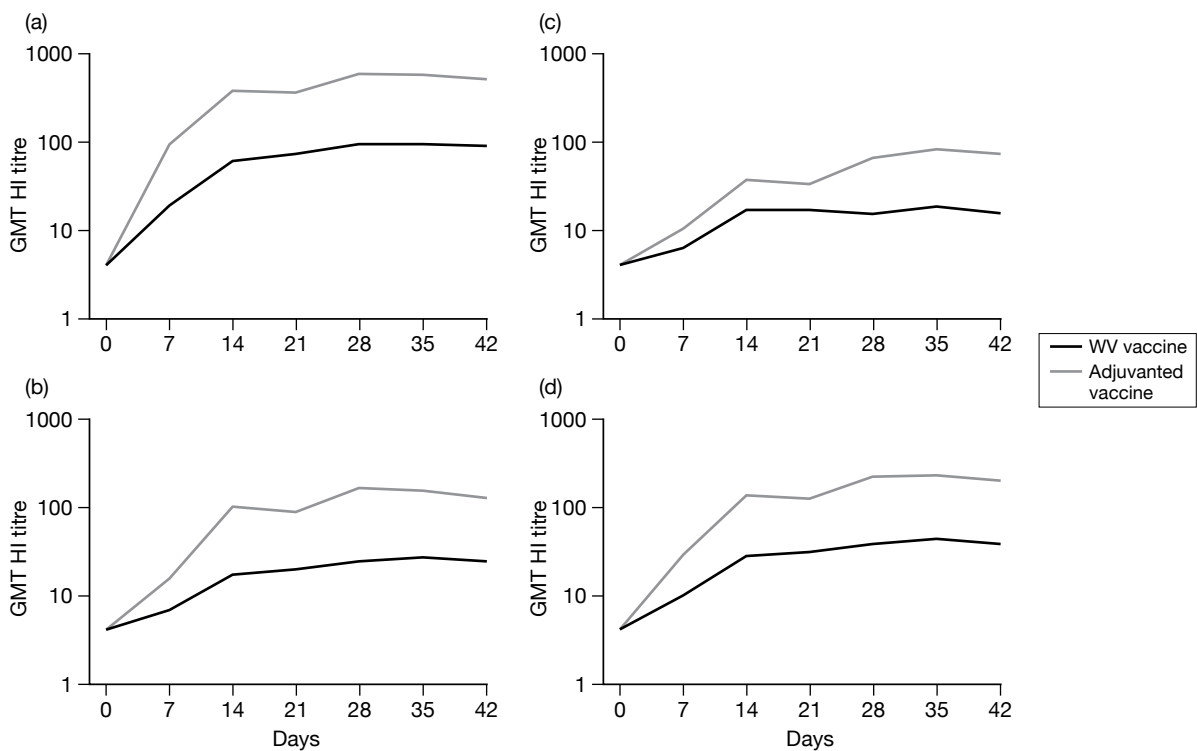 (a)
1000
100
10
1
GMT HI titre
0 7 14 21 28 35 42
(c)
1000
100
10
1
GMT HI titre
0 7 14 21 28 35 42
WV vaccine
Adjuvanted
vaccine
(b)
1000
100
10
1
GMT HI titre
0 7 14 21 28 35 42
Days
(d)
1000
100
10
1
GMT HI titre
0 7 14 21 28 35 42
Days